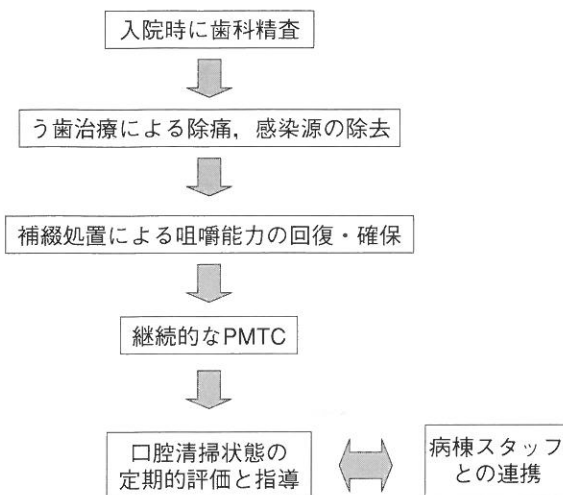 入院時に歯科精査
う歯治療による除痛，感染源の除去
補綴処置による咀嚼能力の回復・確保
継続的なPMTC
口腔清掃状態の
定期的評価と指導
病棟スタッフ
との連携